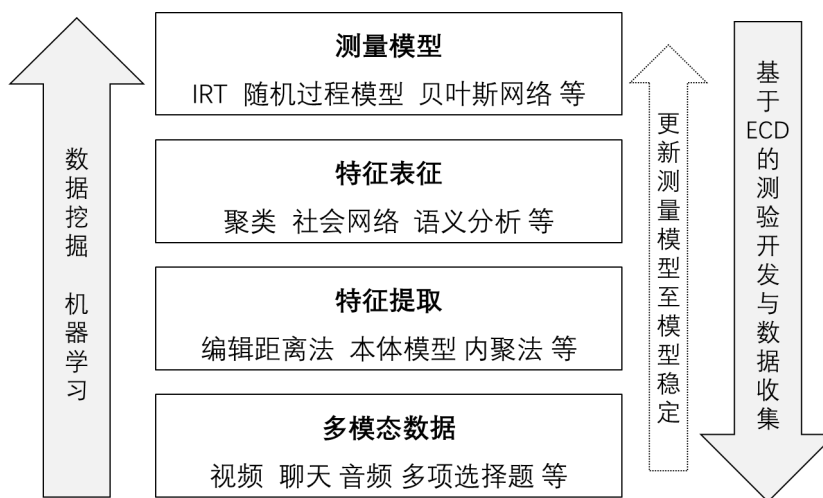 测量模型
IRT 随机过程模型 贝叶斯网络 等
特征表征
聚类 社会网络 语义分析 等
特征提取
编辑距离法 本体模型 内聚法 等
多模态数据
视频 聊天 音频 多项选择题 等
数据挖掘 机器学习
更新测量模型至模型稳定
基于ECD的测验开发与数据收集